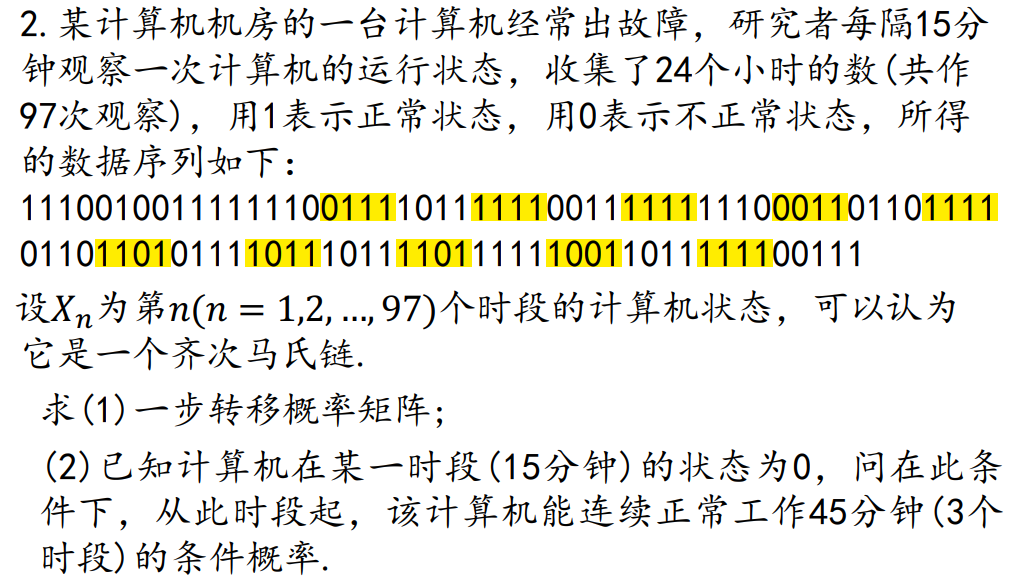 2.某计算机机房的一台计算机经常出故障，研究者每隔15分
钟观察一次计算机的运行状态，收集了24个小时的数(共作
97次观察)，用1表示正常状态，用0表示不正常状态，所得
的数据序列如下：
1110010011111110011110111111001111111110001101101111
011011010111101110111101111110011011111100111
设Xₙ为第n(n = 1,2, …, 97)个时段的计算机状态，可以认为
它是一个齐次马氏链.
求(1)一步转移概率矩阵；
(2)已知计算机在某一时段(15分钟)的状态为0，问在此条
件下，从此时段起，该计算机能连续正常工作45分钟(3个
时段)的条件概率.